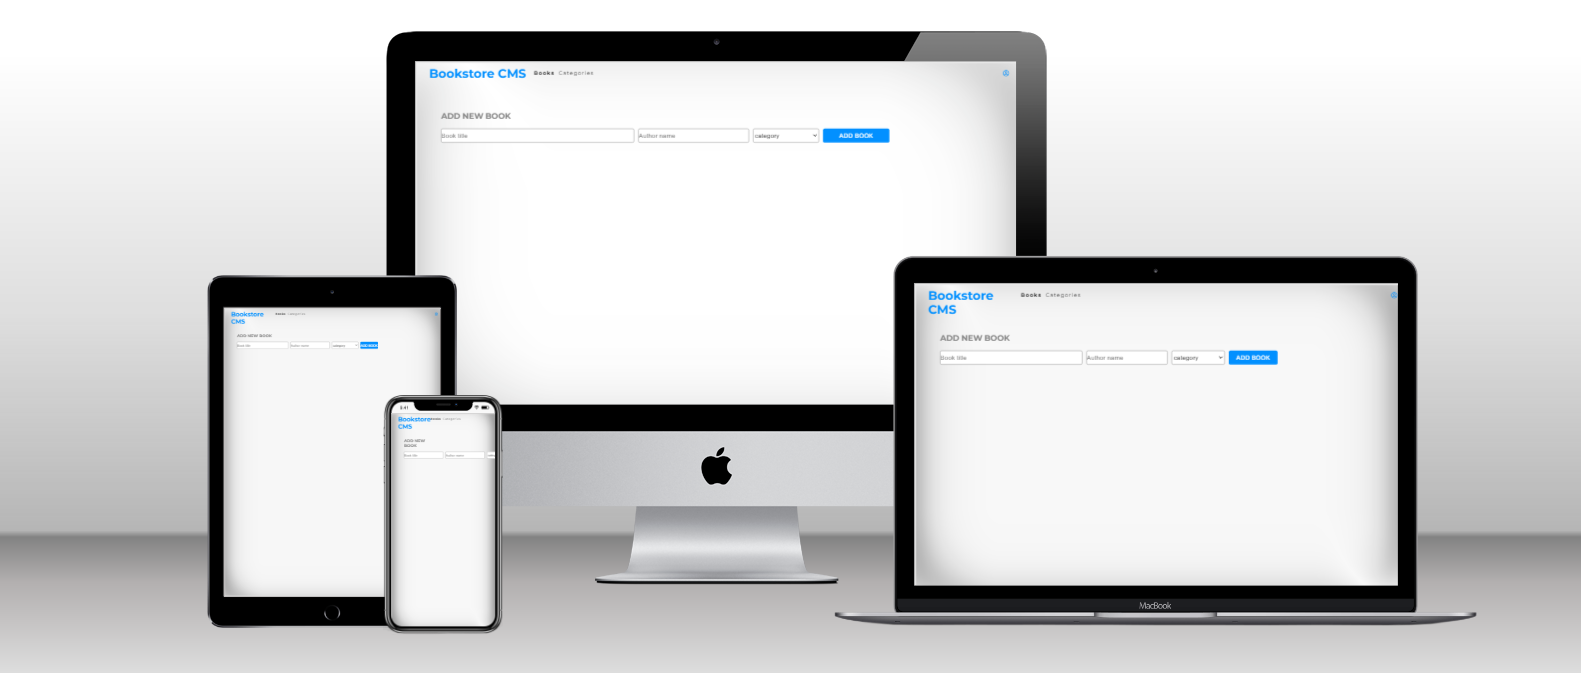 Bookstore CMS Books Categories
ADD NEW BOOK
Book title Author name category ADD BOOK
Bookstore
CMS
Books Categories
ADD NEW BOOK
Book title Author name category ADD BOOK
Bookstore
CMS
Books Categories
ADD NEW
BOOK
Book title Author name
Bookstore
CMS
Books Categories
ADD NEW BOOK
Book title Author name category ADD BOOK
MacBook